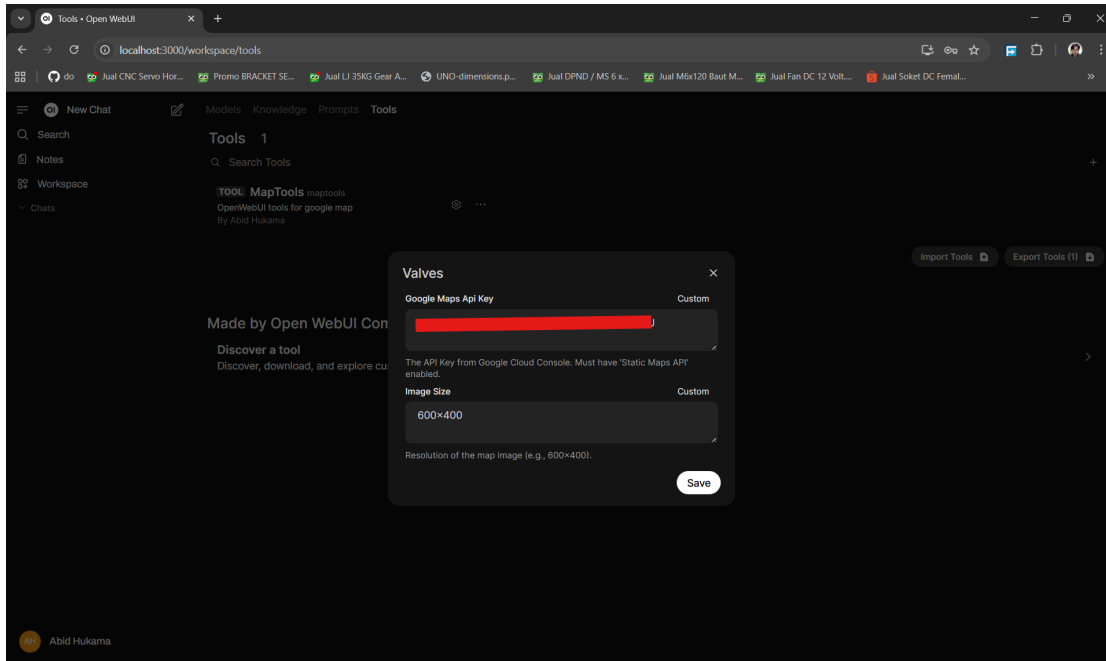 Tools • Open WebUI
localhost:3000/workspace/tools
do
Jual CNC Servo Hor...
Promo BRACKET SE...
Jual LJ 35KG Gear A...
UNO-dimensions.p...
Jual DPND / MS 6 x...
Jual M6x120 Baut M...
Jual Fan DC 12 Volt,...
Jual Soket DC Femal...
OI
New Chat
Models Knowledge Prompts Tools
Search
Notes
Workspace
Chats
Tools 1
Search Tools
TOOL MapTools maptools
OpenWebUI tools for google map
By Abid Hukama
Import Tools
Export Tools (1)
Made by Open WebUI Com
Discover a tool
Discover, download, and explore cu
Valves
Google Maps Api Key
Custom
The API Key from Google Cloud Console. Must have 'Static Maps API'
enabled.
Image Size
Custom
600×400
Resolution of the map image (e.g., 600×400).
Save
AH
Abid Hukama